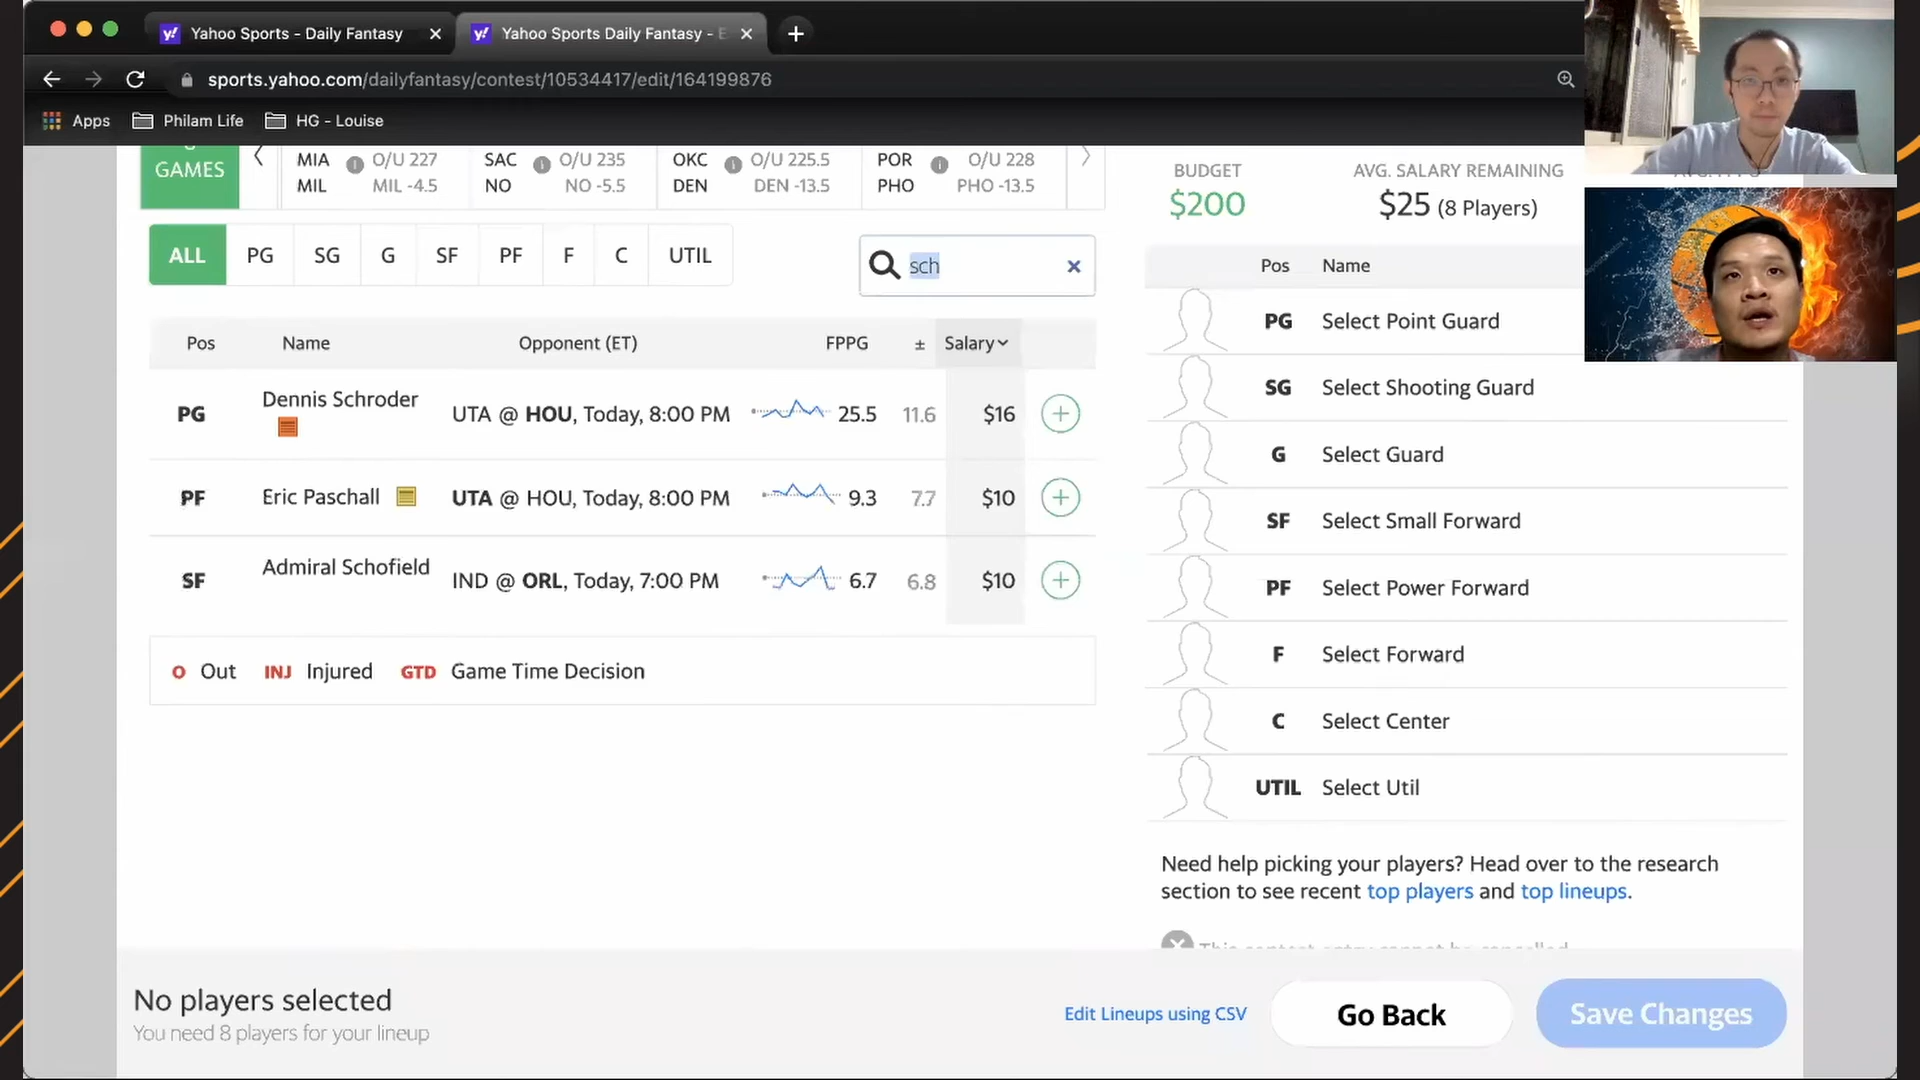 Yahoo Sports - Daily Fantasy
Yahoo Sports Daily Fantasy - E
sports.yahoo.com/dailyfantasy/contest/10534417/edit/164199876
Apps Philam Life HG - Louise
GAMES
MIA O/U 227
MIL MIL -4.5
SAC O/U 235
NO NO -5.5
OKC O/U 225.5
DEN DEN -13.5
POR O/U 228
PHO PHO -13.5
BUDGET
$200
AVG. SALARY REMAINING
$25 (8 Players)
ALL PG SG G SF PF F C UTIL
sch
Pos Name Opponent (ET) FPPG ± Salary
PG Dennis Schroder UTA @ HOU, Today, 8:00 PM 25.5 11.6 $16
PF Eric Paschall UTA @ HOU, Today, 8:00 PM 9.3 7.7 $10
SF Admiral Schofield IND @ ORL, Today, 7:00 PM 6.7 6.8 $10
O Out INJ Injured GTD Game Time Decision
Pos Name
PG Select Point Guard
SG Select Shooting Guard
G Select Guard
SF Select Small Forward
PF Select Power Forward
F Select Forward
C Select Center
UTIL Select Util
Need help picking your players? Head over to the research
section to see recent top players and top lineups.
This contest entry cannot be cancelled
No players selected
You need 8 players for your lineup
Edit Lineups using CSV
Go Back
Save Changes